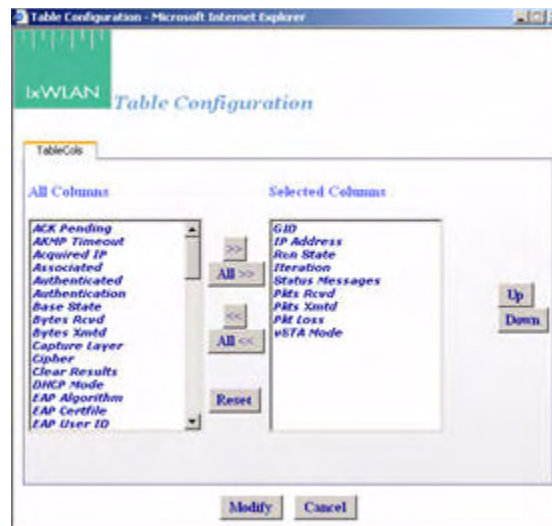 Table Configuration - Microsoft Internet Explorer
IxWLAN
Table Configuration
TableCols
All Columns
Selected Columns
ACK Pending
AKMP Timeout
Acquired IP
Associated
Authenticated
Authentication
Base State
Bytes Rcvd
Bytes Xmtd
Capture Layer
Cipher
Clear Results
DHCP Mode
EAP Algorithm
EAP Certfile
EAP User ID
>>
All >>
<<
All <<
Reset
GID
IP Address
Run State
Iteration
Status Messages
Pkts Rcvd
Pkts Xmtd
Pkt Loss
vSTA Mode
Up
Down
Modify
Cancel